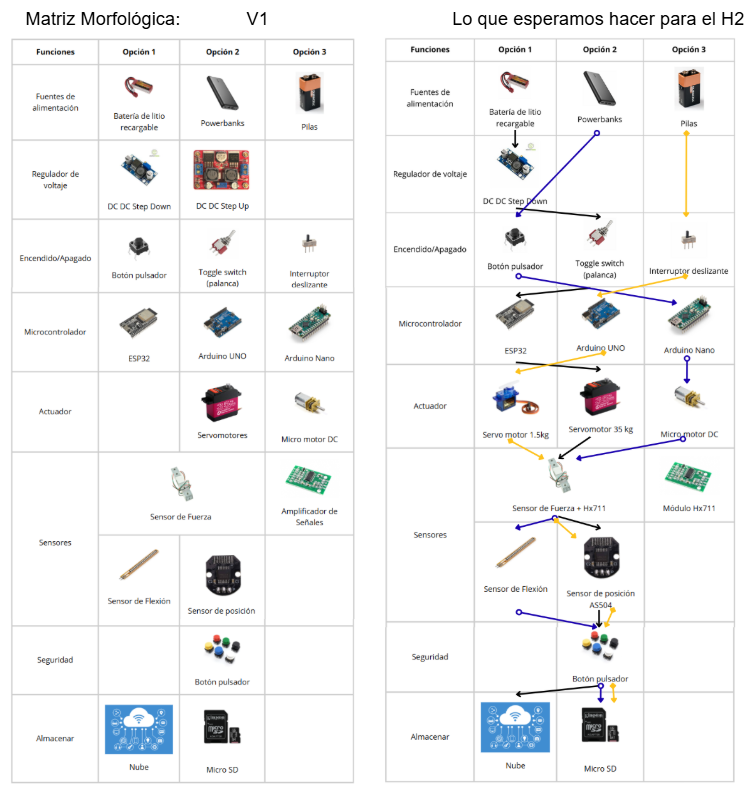 Matriz Morfológica: V1
Funciones Opción 1 Opción 2 Opción 3
Fuentes de
alimentación
Batería de litio
recargable
Powerbanks
Pilas
Regulador de
voltaje
DC DC Step Down
DC DC Step Up
Encendido/Apagado
Botón pulsador
Toggle switch
(palanca)
Interruptor
deslizante
Microcontrolador
ESP32
Arduino UNO
Arduino Nano
Actuador
Servomotores
Micro motor DC
Sensores
Sensor de Fuerza
Amplificador de
Señales
Sensor de Flexión
Sensor de posición
Seguridad
Botón pulsador
Almacenar
Nube
Micro SD
Lo que esperamos hacer para el H2
Funciones Opción 1 Opción 2 Opción 3
Fuentes de
alimentación
Batería de litio
recargable
Powerbanks
Pilas
Regulador de voltaje
DC DC Step Down
Encendido/Apagado
Botón pulsador
Toggle switch
(palanca)
Interruptor deslizante
Microcontrolador
ESP32
Arduino UNO
Arduino Nano
Actuador
Servo motor 1.5kg
Servomotor 35 kg
Micro motor DC
Sensores
Sensor de Fuerza + Hx711
Módulo Hx711
Sensor de Flexión
Sensor de posición
AS504
Seguridad
Botón pulsador
Almacenar
Nube
Micro SD